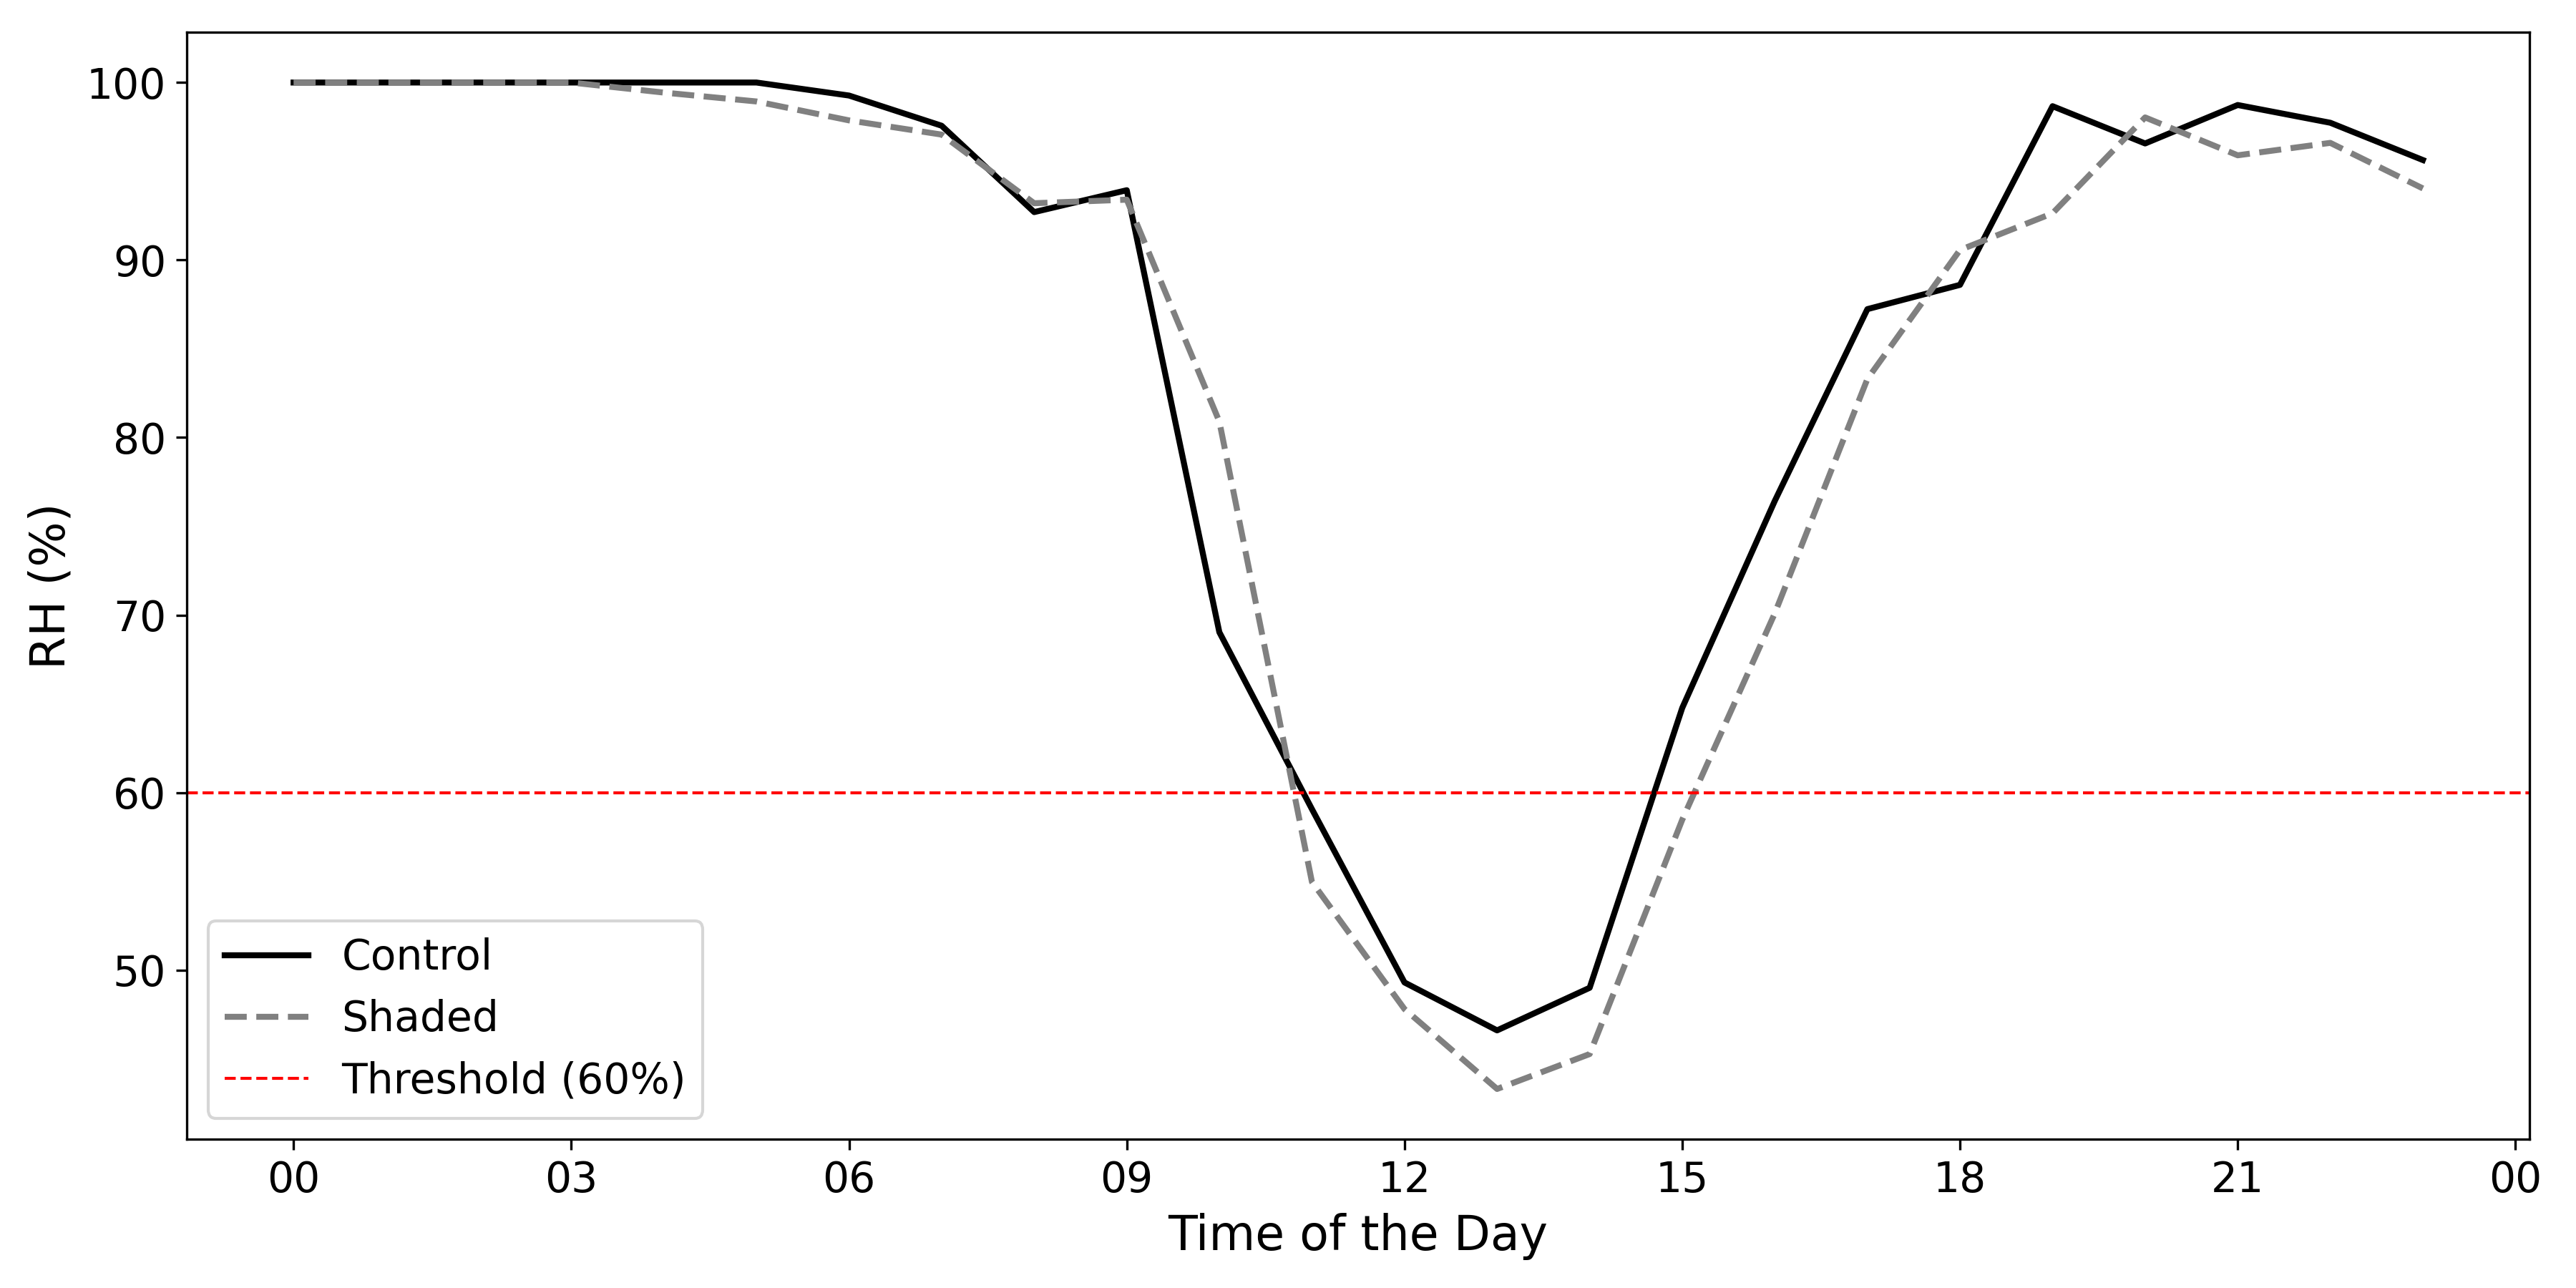 100
90
80
70
60
50
RH (%)
Control
Shaded
Threshold (60%)
00 03 06 09 12 15 18 21 00
Time of the Day